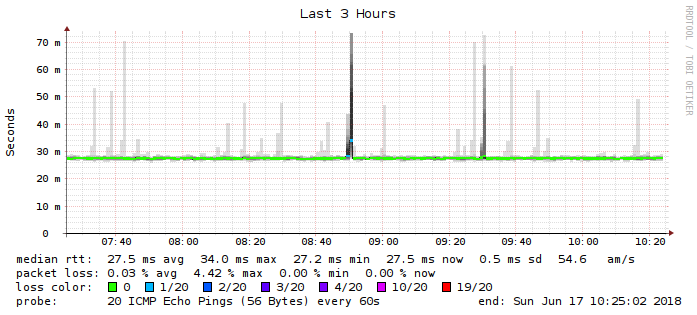 Last 3 Hours
RRDTOOL / TOBI OETIKER
Seconds
70 m
60 m
50 m
40 m
30 m
20 m
10 m
0
07:40 08:00 08:20 08:40 09:00 09:20 09:40 10:00 10:20
median rtt: 27.5 ms avg 34.0 ms max 27.2 ms min 27.5 ms now 0.5 ms sd 54.6 am/s
packet loss: 0.03 % avg 4.42 % max 0.00 % min 0.00 % now
loss color: 0 1/20 2/20 3/20 4/20 10/20 19/20
probe: 20 ICMP Echo Pings (56 Bytes) every 60s end: Sun Jun 17 10:25:02 2018